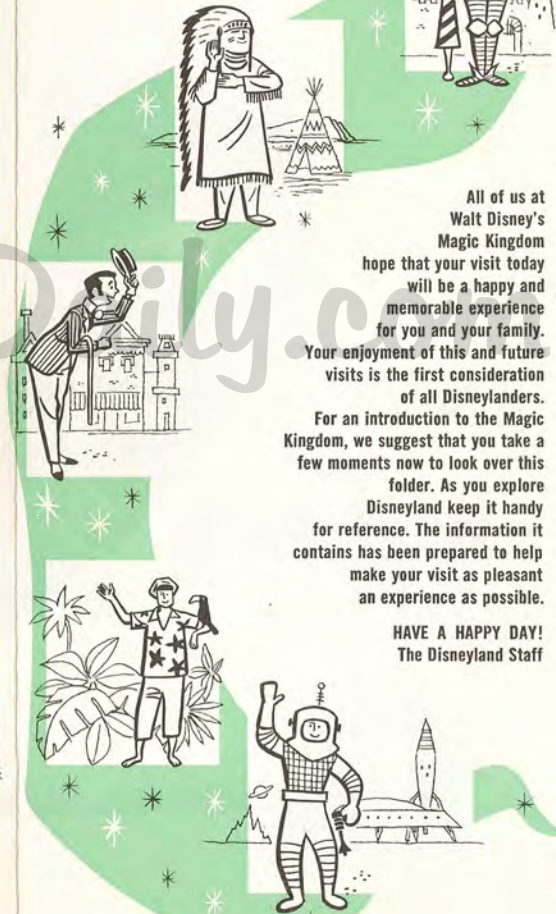 All of us at
Walt Disney's
Magic Kingdom
hope that your visit today
will be a happy and
memorable experience
for you and your family.
Your enjoyment of this and future
visits is the first consideration
of all Disneylanders.
For an introduction to the Magic
Kingdom, we suggest that you take a
few moments now to look over this
folder. As you explore
Disneyland keep it handy
for reference. The information it
contains has been prepared to help
make your visit as pleasant
an experience as possible.
HAVE A HAPPY DAY!
The Disneyland Staff
Daily.com